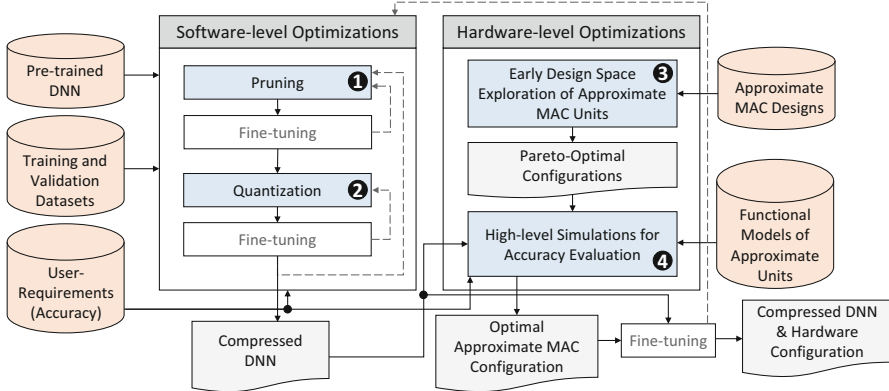 Software-level Optimizations
Hardware-level Optimizations
Pre-trained
DNN
Training and
Validation
Datasets
User-
Requirements
(Accuracy)
Pruning
1
Fine-tuning
Quantization
2
Fine-tuning
Compressed
DNN
Early Design Space
Exploration of Approximate
MAC Units
3
Pareto-Optimal
Configurations
High-level Simulations for
Accuracy Evaluation
4
Approximate
MAC Designs
Functional
Models of
Approximate
Units
Optimal
Approximate MAC
Configuration
Fine-tuning
Compressed DNN
& Hardware
Configuration